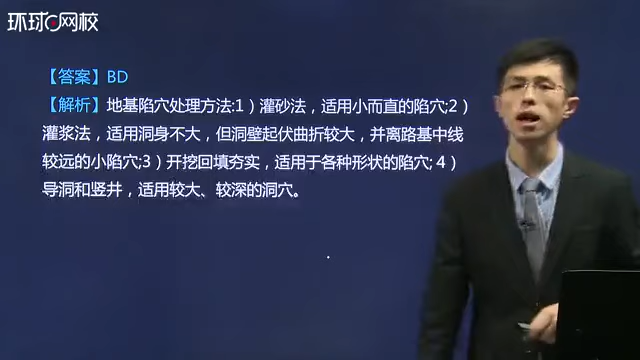 环球网校
【答案】BD
【解析】地基陷穴处理方法:1）灌砂法，适用小而直的陷穴;2）
灌浆法，适用洞身不大，但洞壁起伏曲折较大，并离路基中线
较远的小陷穴;3）开挖回填夯实，适用于各种形状的陷穴; 4）
导洞和竖井，适用较大、较深的洞穴。